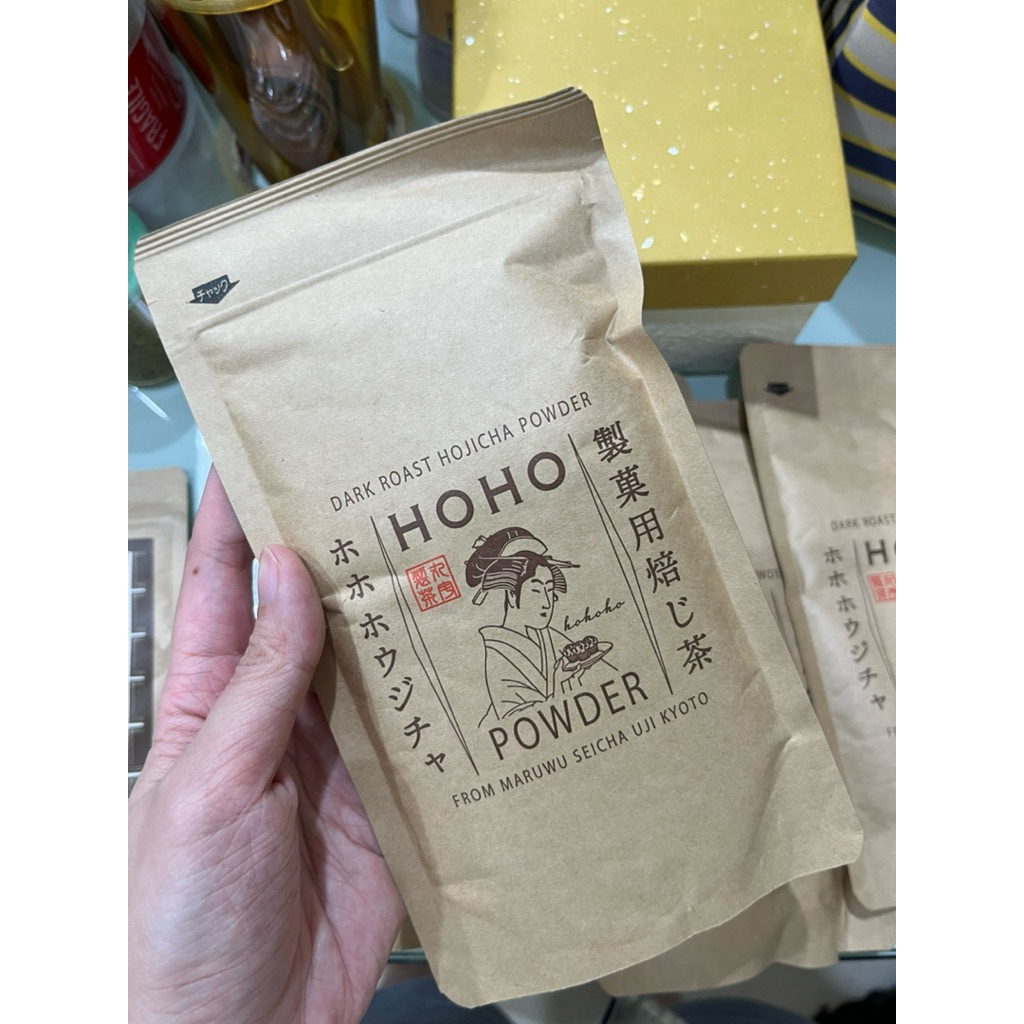 FRAGILE
チャック
DARK ROAST HOJICHA POWDER
HOHO
製菓用焙じ茶
ホホホウジチャ
hohoho
POWDER
FROM MARUWU SEICHA UJI KYOTO
DARK ROAST
ホホホウジチャ